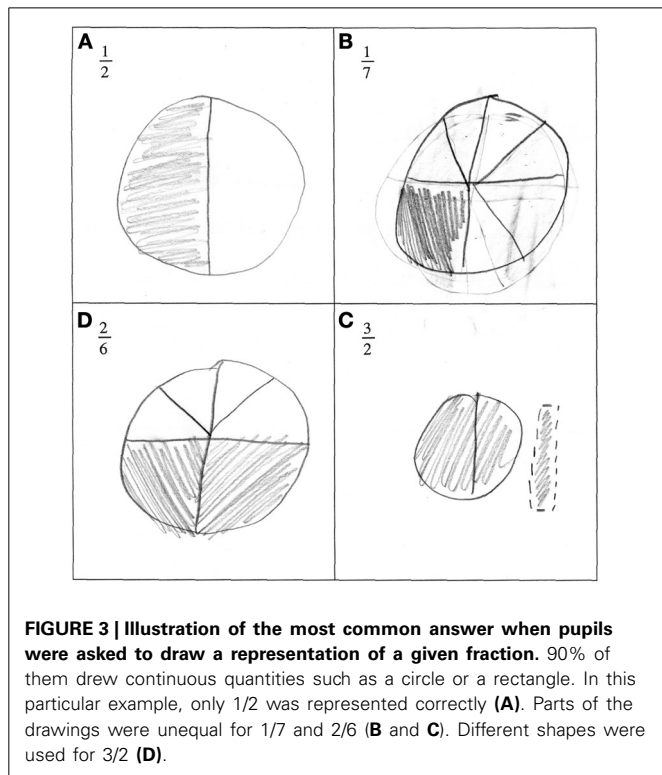 A 1/2
B 1/7
D 2/6
C 3/2
FIGURE 3 | Illustration of the most common answer when pupils
were asked to draw a representation of a given fraction. 90% of
them drew continuous quantities such as a circle or a rectangle. In this
particular example, only 1/2 was represented correctly (A). Parts of the
drawings were unequal for 1/7 and 2/6 (B and C). Different shapes were
used for 3/2 (D).